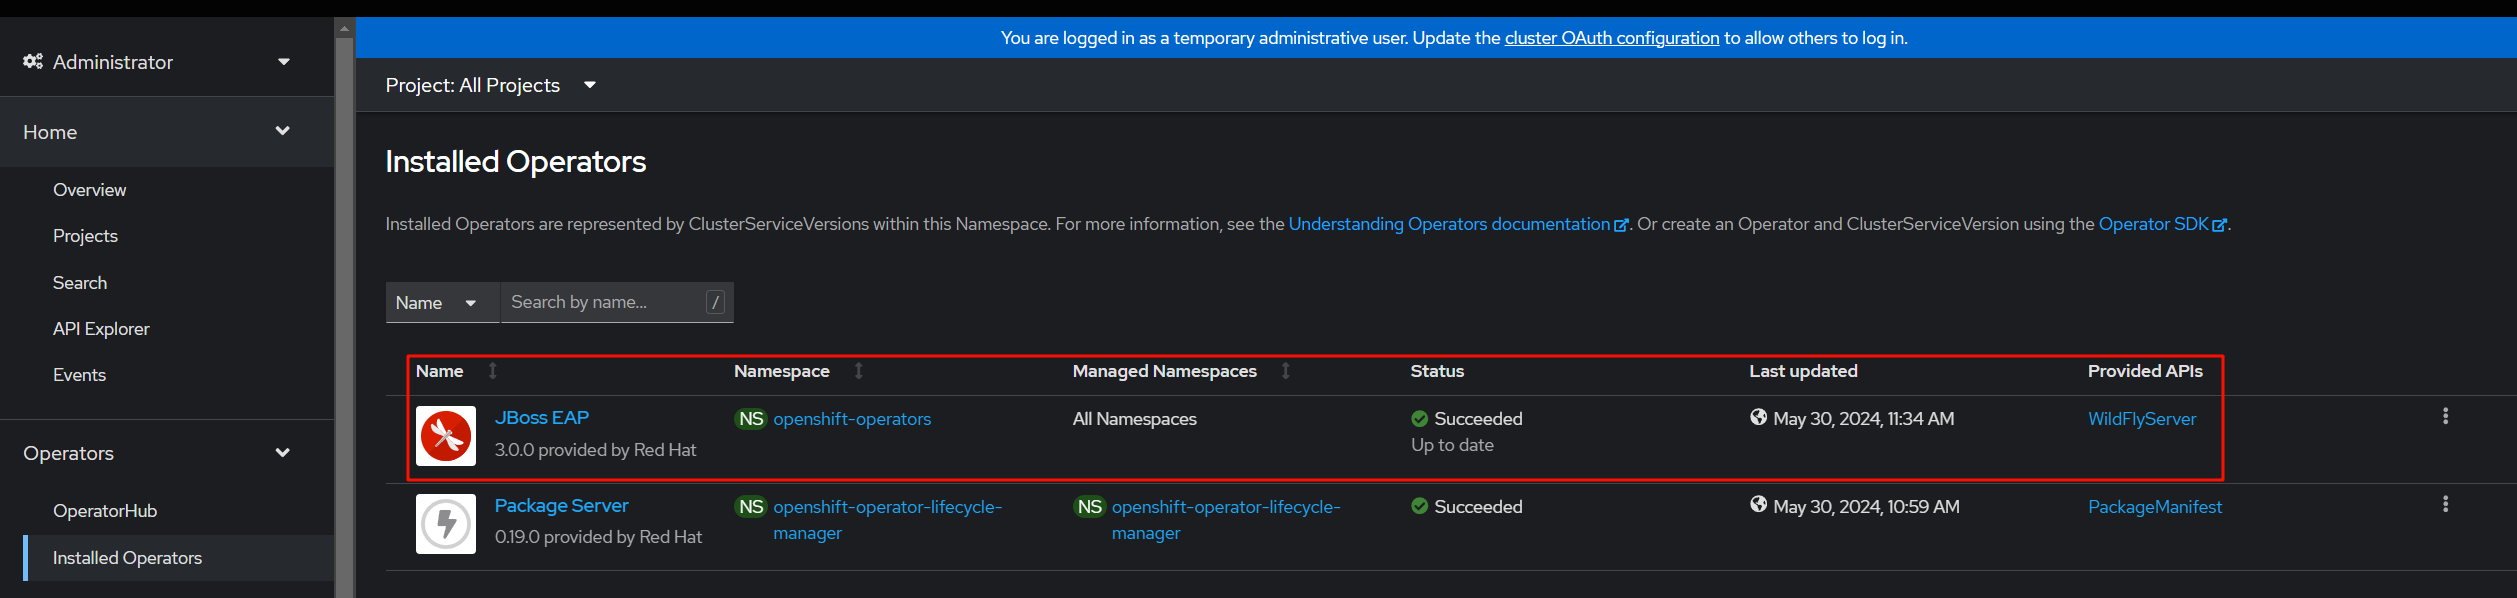 You are logged in as a temporary administrative user. Update the cluster OAuth configuration to allow others to log in.
Administrator
Home
Overview
Projects
Search
API Explorer
Events
Operators
OperatorHub
Installed Operators
Project: All Projects
Installed Operators
Installed Operators are represented by ClusterServiceVersions within this Namespace. For more information, see the Understanding Operators documentation. Or create an Operator and ClusterServiceVersion using the Operator SDK.
Name Search by name... /
Name Namespace Managed Namespaces Status Last updated Provided APIs
JBoss EAP NS openshift-operators All Namespaces Succeeded May 30, 2024, 11:34 AM WildFlyServer
3.0.0 provided by Red Hat Up to date
Package Server NS openshift-operator-lifecycle- NS openshift-operator-lifecycle- Succeeded May 30, 2024, 10:59 AM PackageManifest
0.19.0 provided by Red Hat manager manager